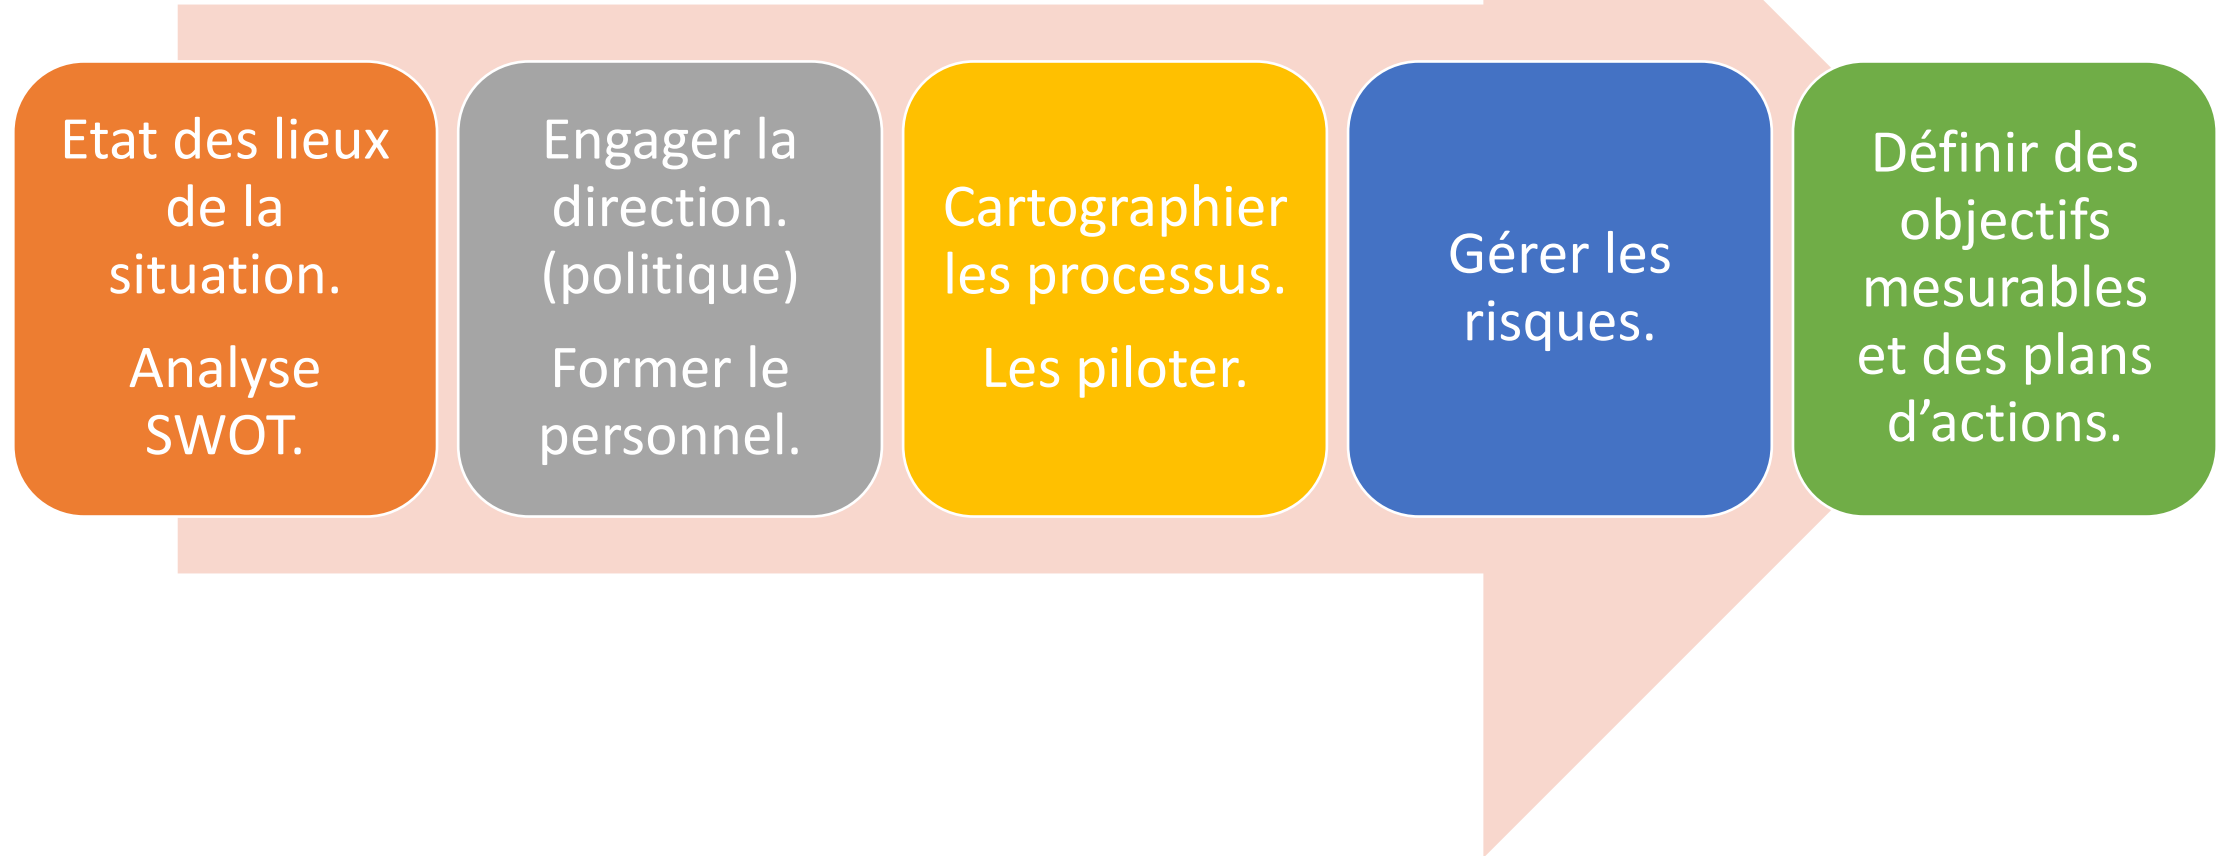 Etat des lieux
de la
situation.
Analyse
SWOT.
Engager la
direction.
(politique)
Former le
personnel.
Cartographier
les processus.
Les piloter.
Gérer les
risques.
Définir des
objectifs
mesurables
et des plans
d’actions.